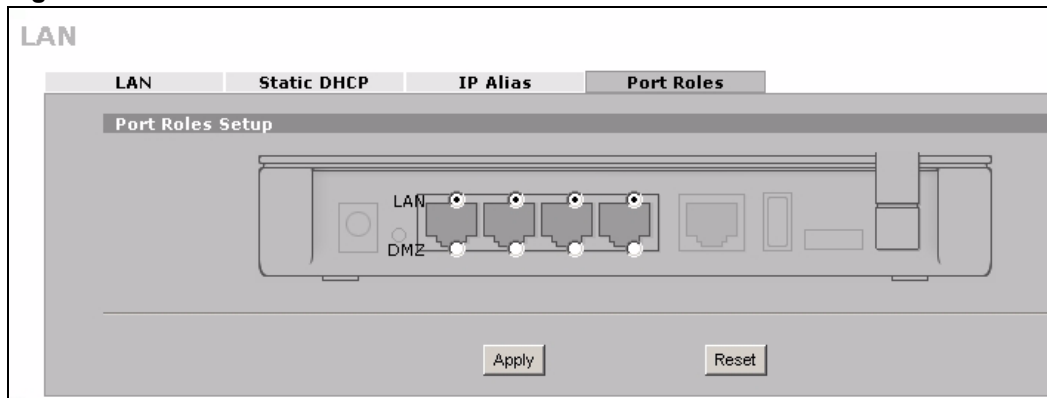 LAN
LAN Static DHCP IP Alias Port Roles
Port Roles Setup
LAN
DMZ
Apply Reset